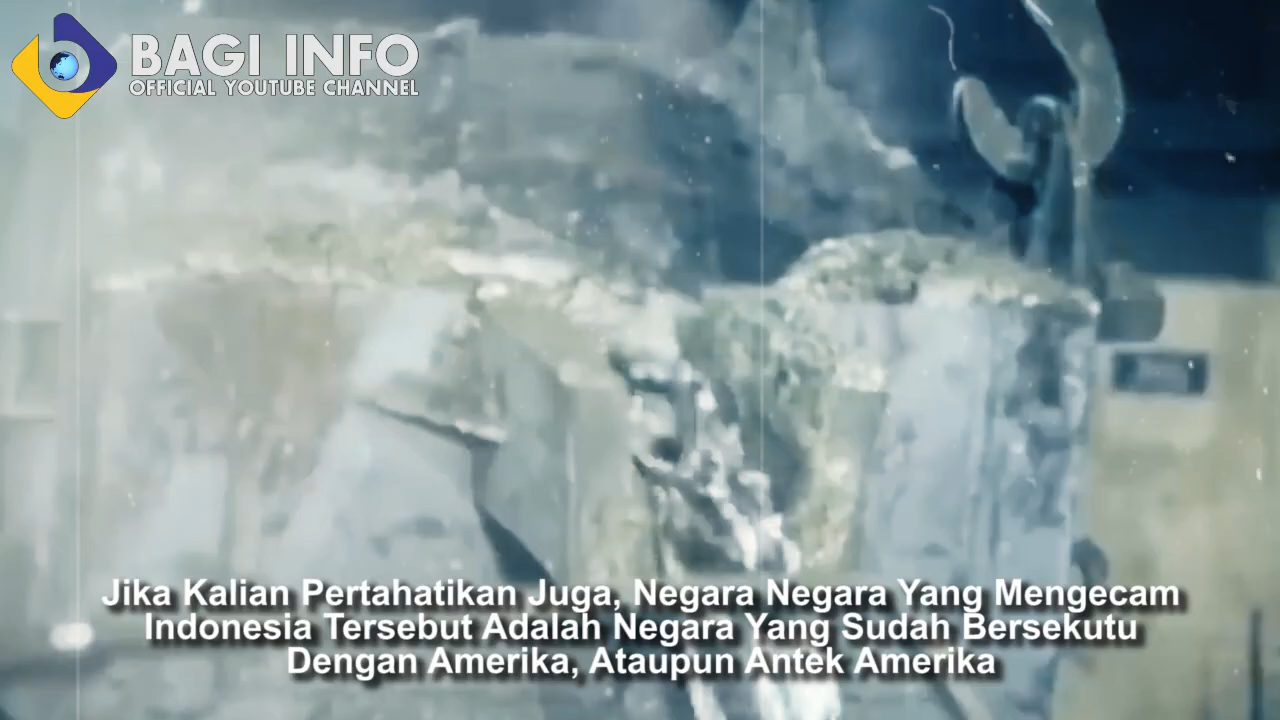 BAGI INFO
OFFICIAL YOUTUBE CHANNEL
Jika Kalian Pertahatikan Juga, Negara Negara Yang Mengecam
Indonesia Tersebut Adalah Negara Yang Sudah Bersekutu
Dengan Amerika, Ataupun Antek Amerika